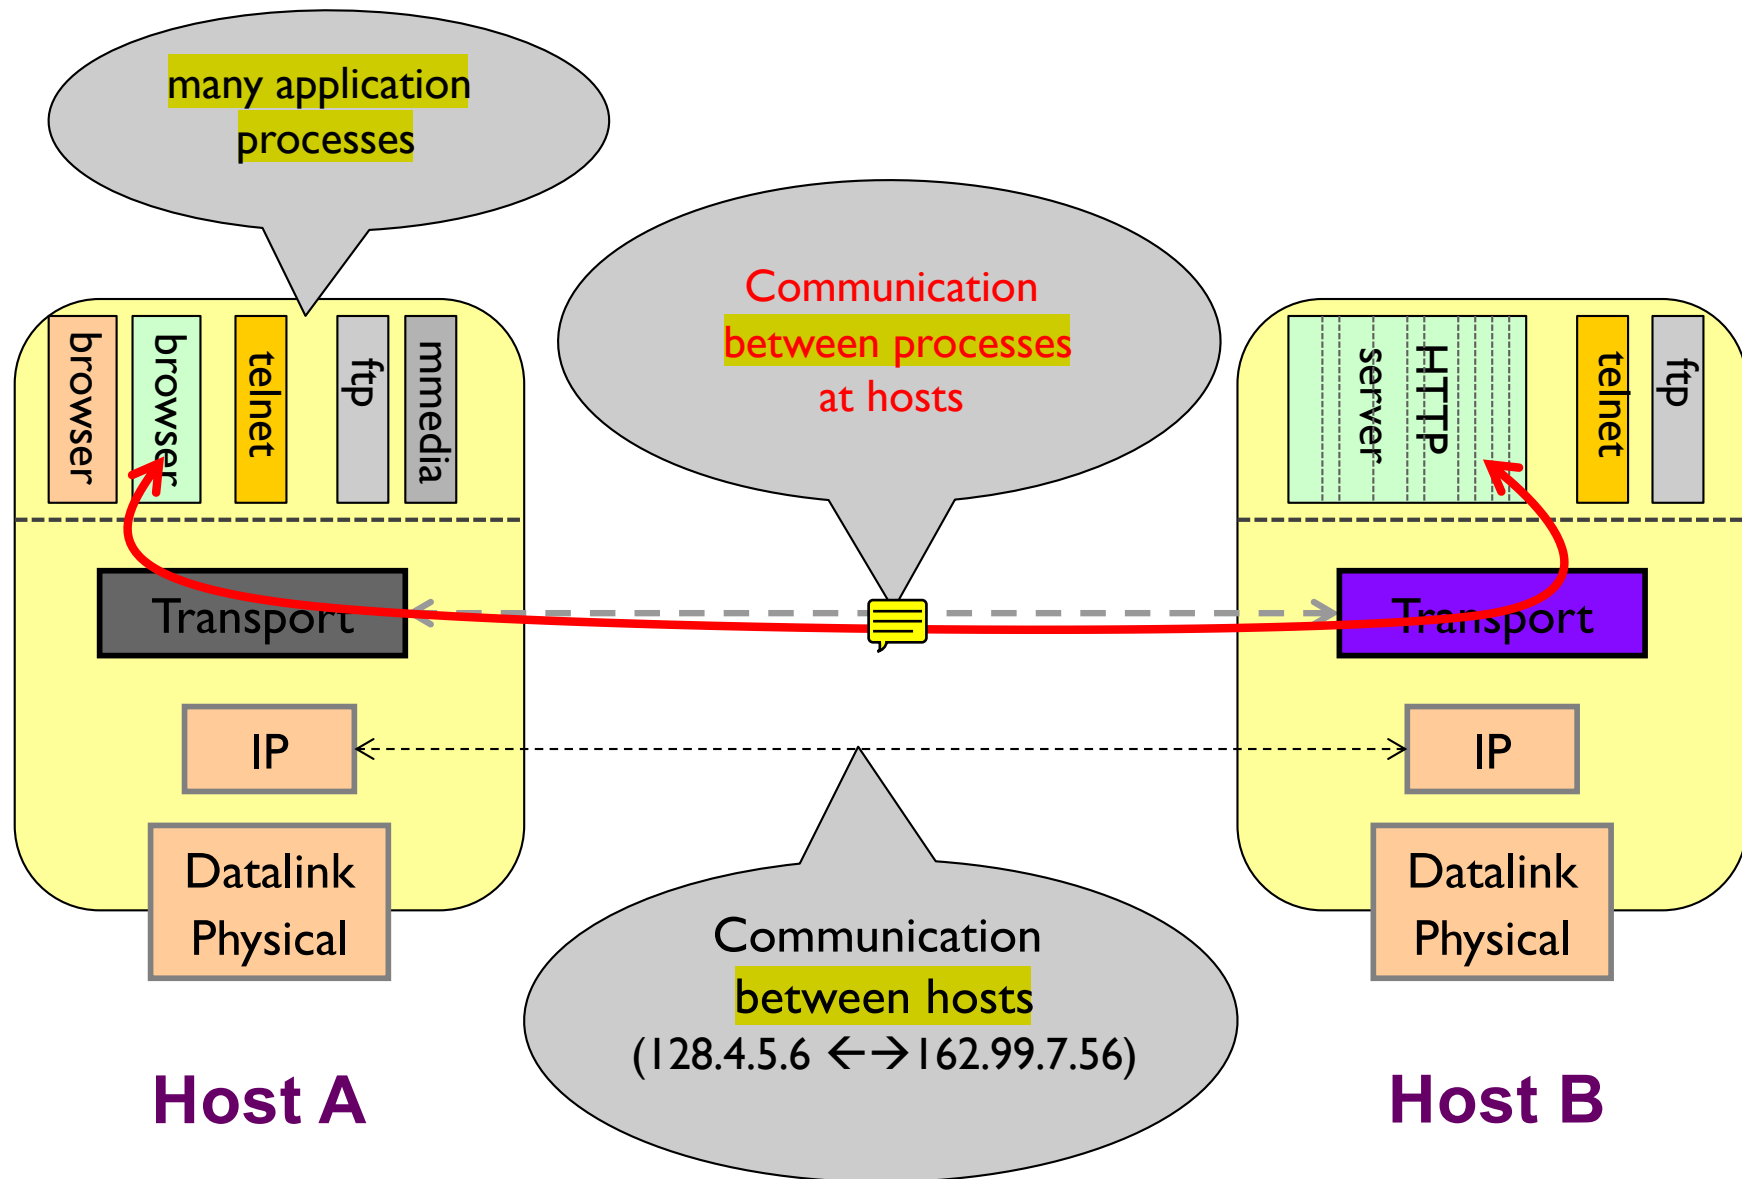 many application
processes
Communication
between processes
at hosts
browser
browser
telnet
ftp
mmedia
HTTP
server
telnet
ftp
Transport
Transport
IP
IP
Datalink
Physical
Datalink
Physical
Communication
between hosts
(128.4.5.6 ←→162.99.7.56)
Host A
Host B